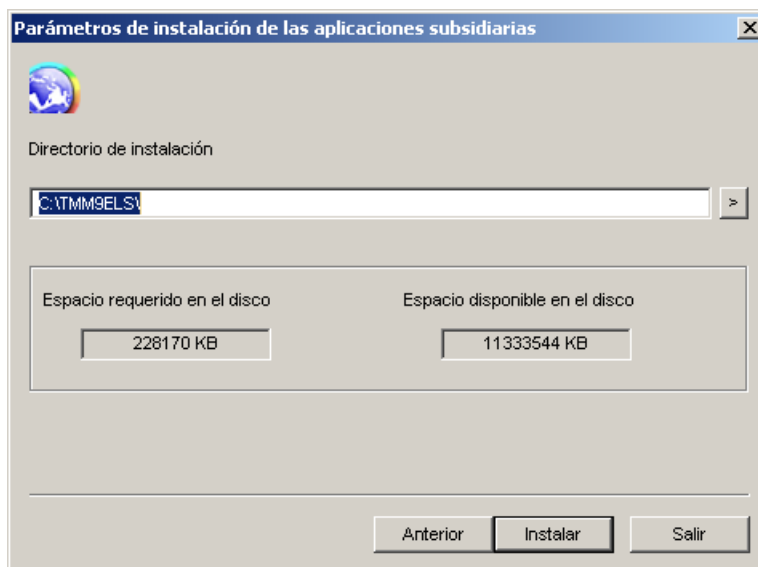 Parámetros de instalación de las aplicaciones subsidiarias
Directorio de instalación
C:\TMM9ELS\
>
Espacio requerido en el disco
Espacio disponible en el disco
228170 KB
11333544 KB
Anterior
Instalar
Salir